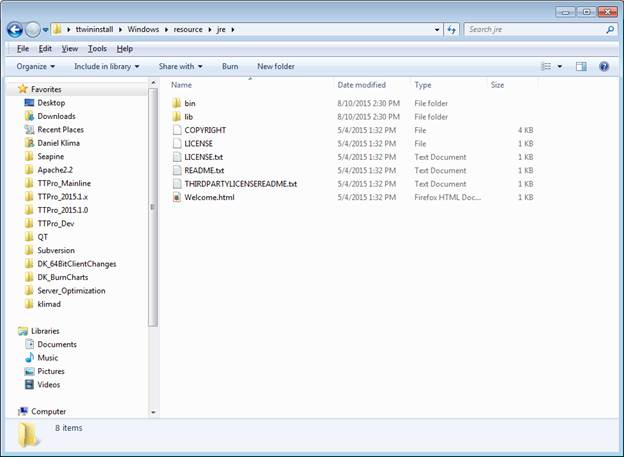 ttwininstall Windows resource jre Search jre
File Edit View Tools Help
Organize Include in library Share with Burn New folder
Name Date modified Type Size
Favorites
Desktop
Downloads
Recent Places
Daniel Klima
Seapine
Apache2.2
TTPro_Mainline
TTPro_2015.1.x
TTPro_2015.1.0
TTPro_Dev
QT
Subversion
DK_64BitClientChanges
DK_BurnCharts
Server_Optimization
klimad
Libraries
Documents
Music
Pictures
Videos
Computer
bin 8/10/2015 2:30 PM File folder
lib 8/10/2015 2:30 PM File folder
COPYRIGHT 5/4/2015 1:32 PM File 4 KB
LICENSE 5/4/2015 1:32 PM File 1 KB
LICENSE.txt 5/4/2015 1:32 PM Text Document 1 KB
README.txt 5/4/2015 1:32 PM Text Document 1 KB
THIRDPARTYLICENSEREADME.txt 5/4/2015 1:32 PM Text Document 1 KB
Welcome.html 5/4/2015 1:32 PM Firefox HTML Doc... 1 KB
8 items